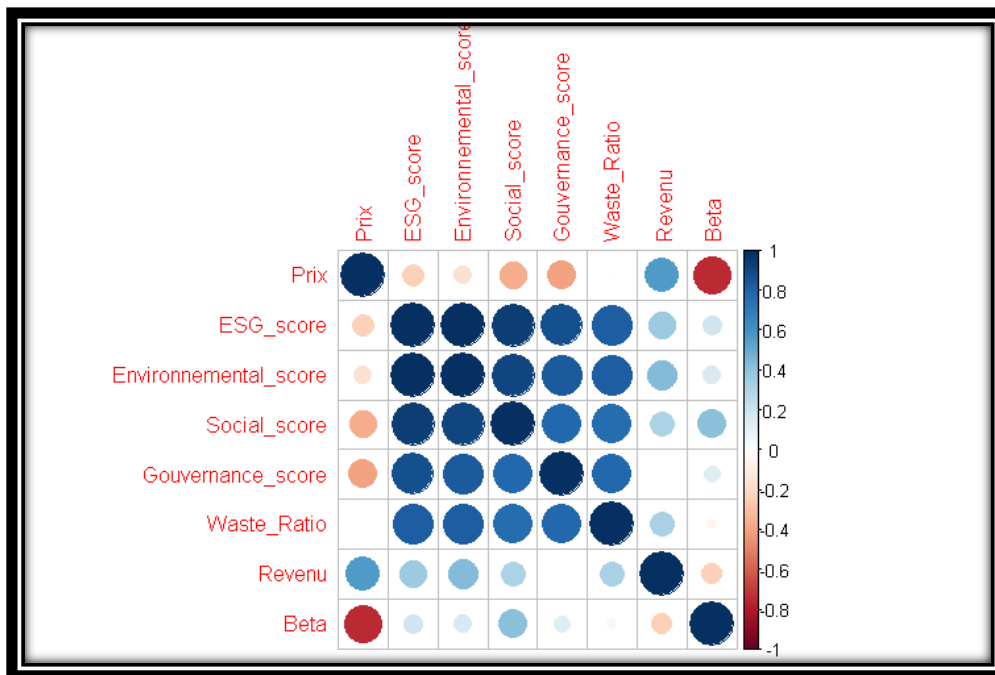 Prix
ESG_score
Environnemental_score
Social_score
Gouvernance_score
Waste_Ratio
Revenu
Beta
Prix
ESG_score
Environnemental_score
Social_score
Gouvernance_score
Waste_Ratio
Revenu
Beta
1
0.8
0.6
0.4
0.2
0
-0.2
-0.4
-0.6
-0.8
-1